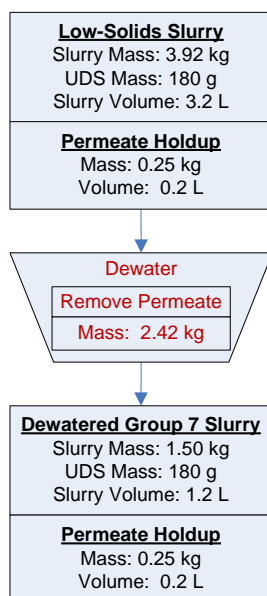 Low-Solids Slurry
Slurry Mass: 3.92 kg
UDS Mass: 180 g
Slurry Volume: 3.2 L
Permeate Holdup
Mass: 0.25 kg
Volume: 0.2 L
Dewater
Remove Permeate
Mass: 2.42 kg
Dewatered Group 7 Slurry
Slurry Mass: 1.50 kg
UDS Mass: 180 g
Slurry Volume: 1.2 L
Permeate Holdup
Mass: 0.25 kg
Volume: 0.2 L